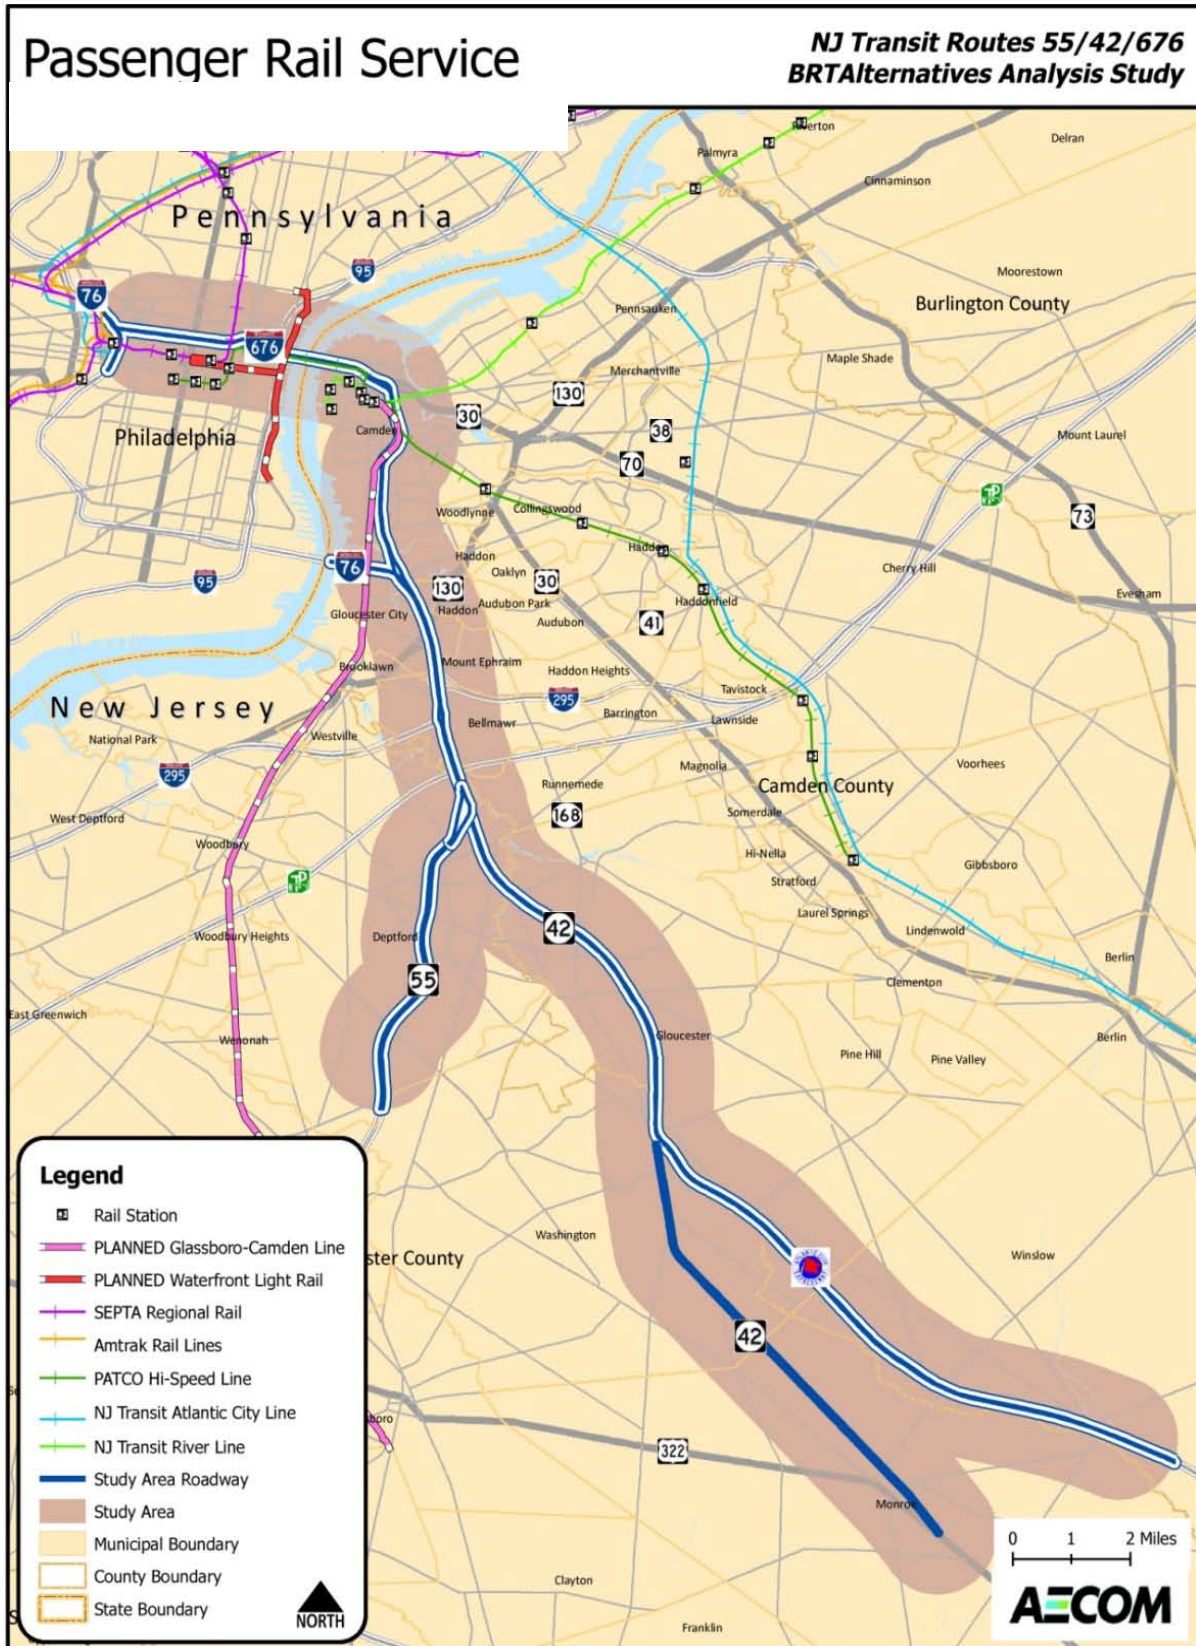 Passenger Rail Service
NJ Transit Routes 55/42/676
BRTAlternatives Analysis Study
Riverton
Delran
Palmyra
Cinnaminson
Pennsylvania
95
Moorestown
76
Burlington County
Pennsauken
676
Maple Shade
Merchantville
130
30
38
Philadelphia
Camden
Mount Laurel
70
73
Woodlynne
Collingswood
Haddon
Haddon
76
Cherry Hill
Oaklyn
30
95
130
Evesham
Audubon Park
Haddonfield
Haddon
Gloucester City
Audubon
41
Mount Ephraim
Brooklawn
Haddon Heights
Tavistock
295
New Jersey
Barrington
Lawnside
Bellmawr
National Park
Westville
295
Magnolia
Voorhees
Runnemede
Camden County
168
Somerdale
West Deptford
Woodbury
Hi-Nella
Gibbsboro
Stratford
Laurel Springs
42
Lindenwold
Woodbury Heights
Deptford
Berlin
55
Clementon
East Greenwich
Gloucester
Wenonah
Berlin
Pine Hill
Pine Valley
Washington
ster County
Winslow
42
boro
322
Monroe
Clayton
Franklin
Legend
Rail Station
PLANNED Glassboro-Camden Line
PLANNED Waterfront Light Rail
SEPTA Regional Rail
Amtrak Rail Lines
PATCO Hi-Speed Line
NJ Transit Atlantic City Line
NJ Transit River Line
Study Area Roadway
Study Area
Municipal Boundary
County Boundary
State Boundary
NORTH
0 1 2 Miles
AECOM